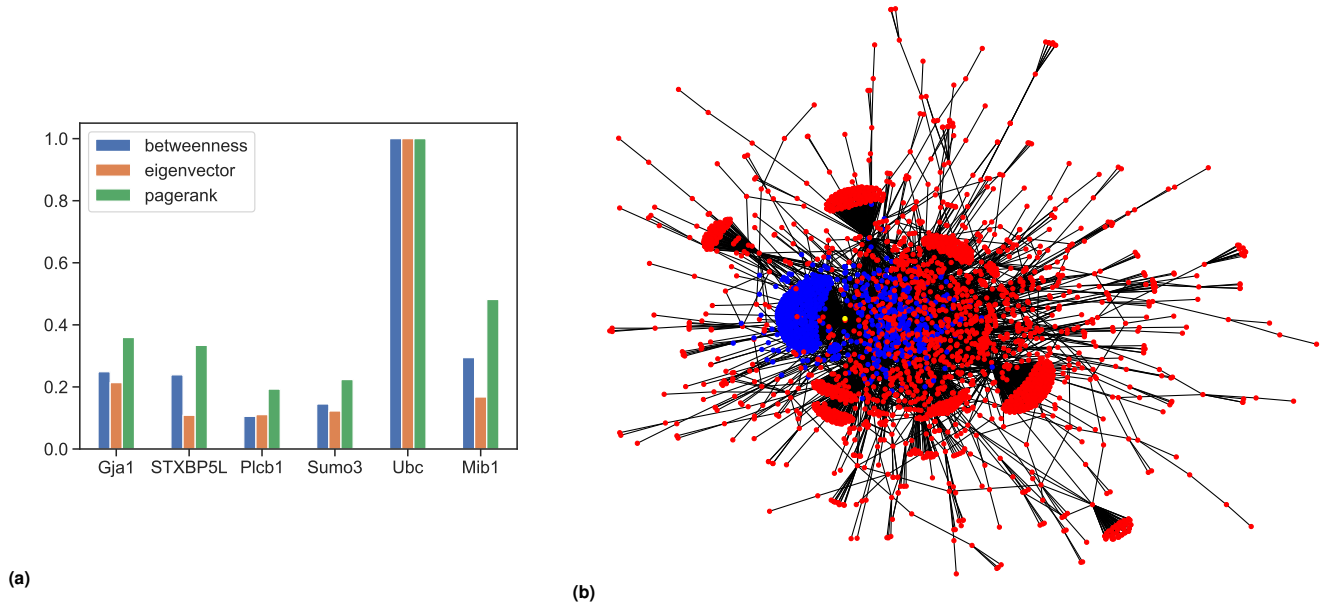 1.0
0.8
0.6
0.4
0.2
0.0
betweenness
eigenvector
pagerank
Gja1 STXBP5L Plcb1 Sumo3 Ubc Mib1
(a)
(b)